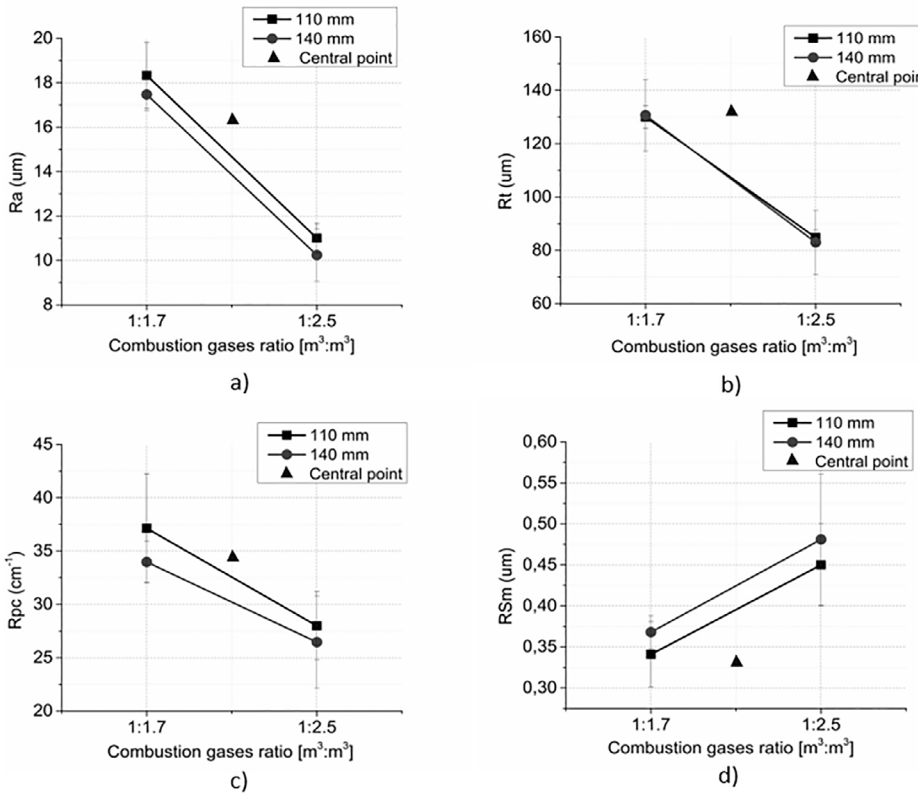 110 mm
140 mm
Central point
20
18
16
14
12
10
8
Ra (um)
1:1.7
1:2.5
Combustion gases ratio [m³:m³]
a)
110 mm
140 mm
Central poin
160
140
120
100
80
60
Rt (um)
1:1.7
1:2.5
Combustion gases ratio [m³:m³]
b)
110 mm
140 mm
Central point
45
40
35
30
25
20
Rpc (cm⁻¹)
1:1.7
1:2.5
Combustion gases ratio [m³:m³]
c)
110 mm
140 mm
Central point
0,60
0,55
0,50
0,45
0,40
0,35
0,30
RSm (um)
1:1.7
1:2.5
Combustion gases ratio [m³:m³]
d)